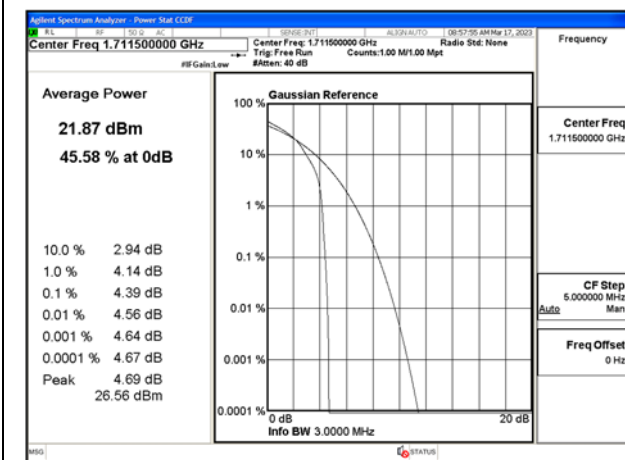 Agilent Spectrum Analyzer - Power Stat CCDF
RL RF 50 Ω AC SENSE:INT ALIGNAUTO 08:57:55 AM Mar 17, 2023
Center Freq 1.711500000 GHz
Center Freq: 1.711500000 GHz Radio Std: None
Trig: Free Run Counts:1.00 M/1.00 Mpt
#IFGain:Low #Atten: 40 dB
Frequency
Average Power
21.87 dBm
45.58 % at 0dB
10.0 % 2.94 dB
1.0 % 4.14 dB
0.1 % 4.39 dB
0.01 % 4.56 dB
0.001 % 4.64 dB
0.0001 % 4.67 dB
Peak 4.69 dB
26.56 dBm
Gaussian Reference
100 %
10 %
1 %
0.1 %
0.01 %
0.001 %
0.0001 %
0 dB 20 dB
Info BW 3.0000 MHz
Center Freq
1.711500000 GHz
CF Step
5.000000 MHz
Auto Man
Freq Offset
0 Hz
MSG STATUS